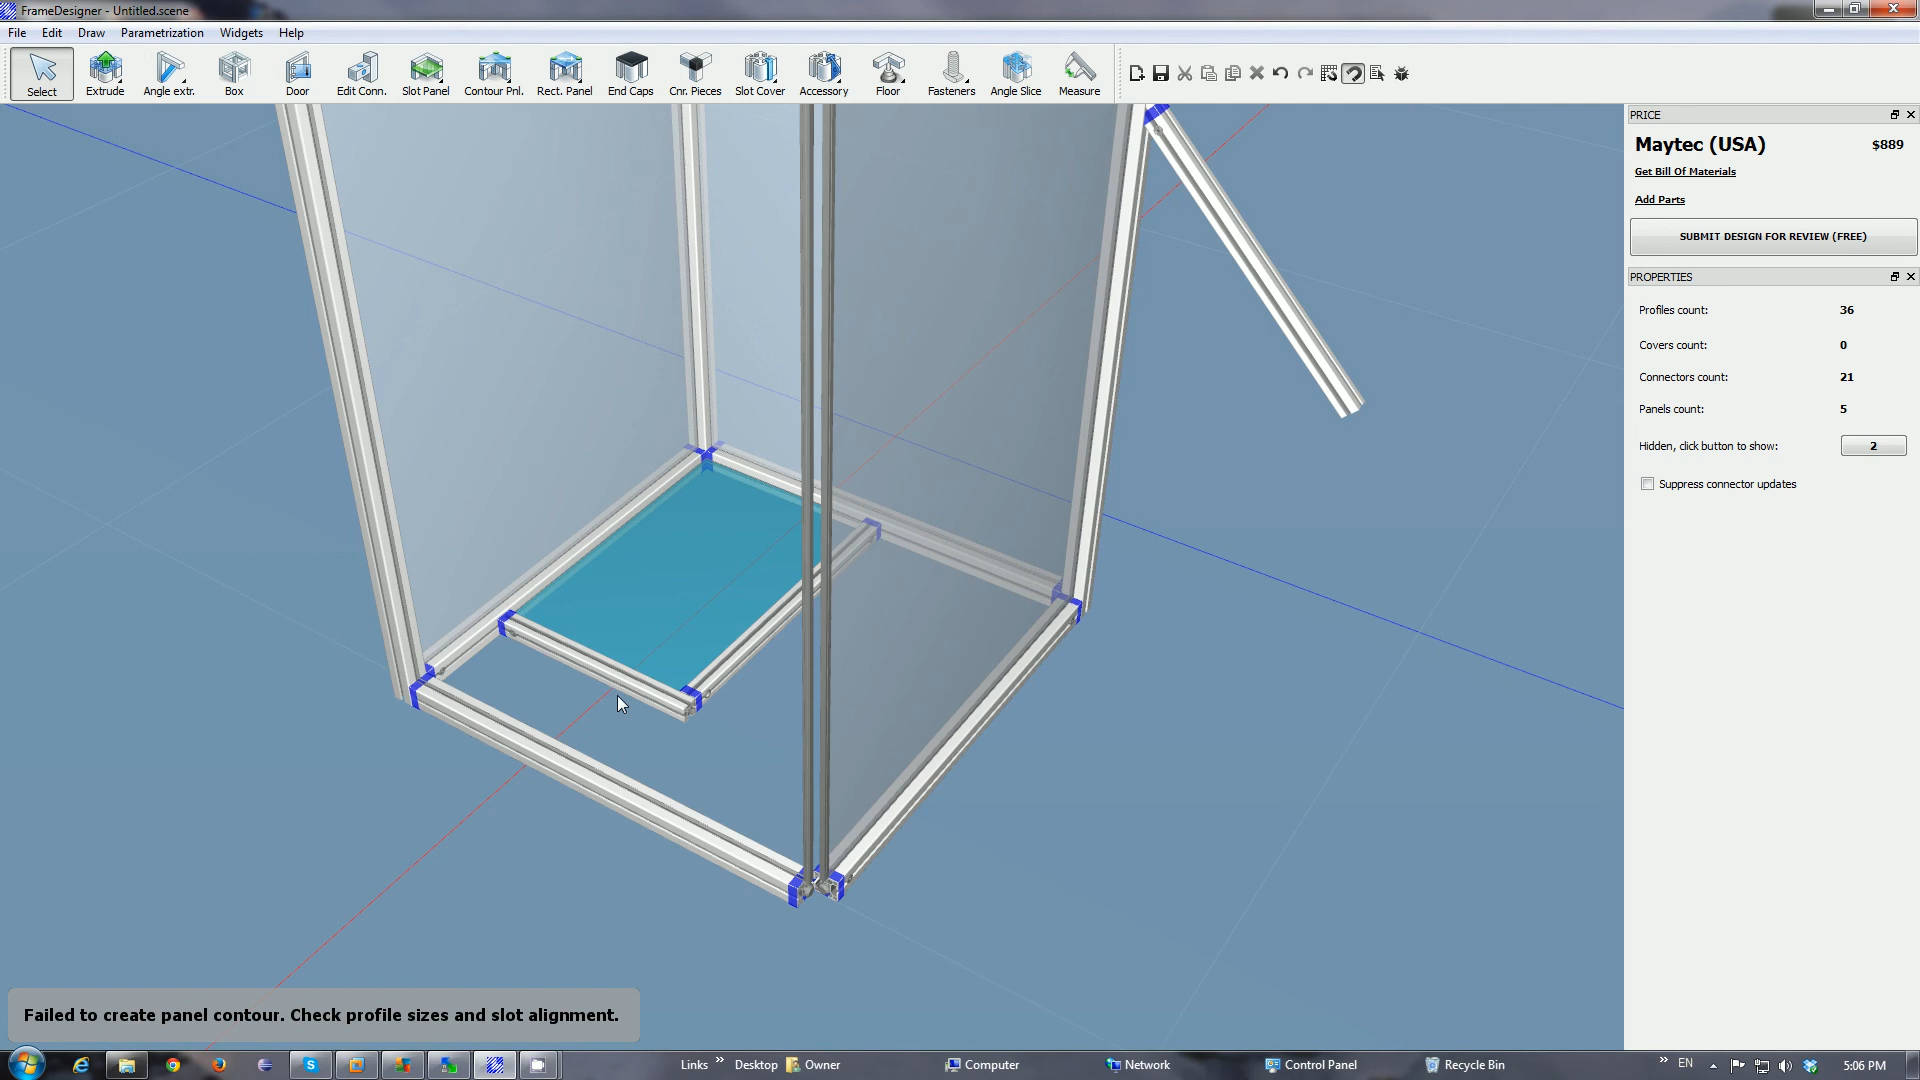 FrameDesigner - Untitled.scene
File Edit Draw Parametrization Widgets Help
Select Extrude Angle extr. Box Door Edit Conn. Slot Panel Contour Pnl. Rect. Panel End Caps Cnr. Pieces Slot Cover Accessory Floor Fasteners Angle Slice Measure
PRICE
Maytec (USA) $889
Get Bill Of Materials
Add Parts
SUBMIT DESIGN FOR REVIEW (FREE)
PROPERTIES
Profiles count: 36
Covers count: 0
Connectors count: 21
Panels count: 5
Hidden, click button to show: 2
Suppress connector updates
Failed to create panel contour. Check profile sizes and slot alignment.
Links » Desktop Owner Computer Network Control Panel Recycle Bin » EN 5:06 PM